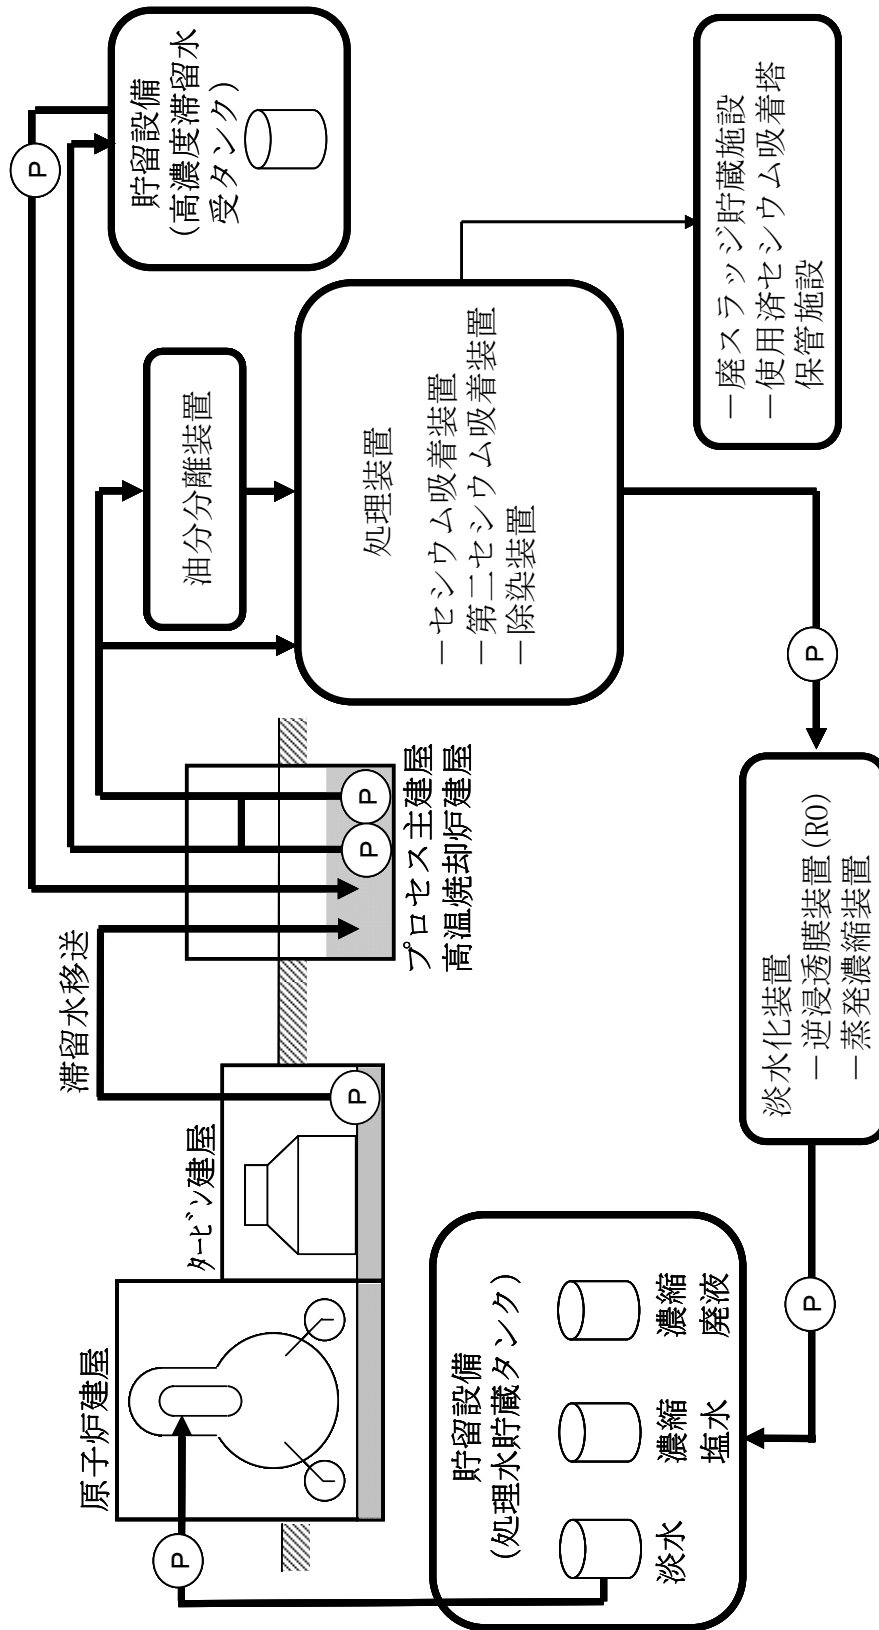 原子炉建屋
P
ﾀｰﾋﾞﾝ建屋
P
滞留水移送
プロセス主建屋
高温焼却炉建屋
P
P
油分分離装置
P
貯留設備
(高濃度滞留水
受タンク)
処理装置
－セシウム吸着装置
－第二セシウム吸着装置
－除染装置
－廃スラッジ貯蔵施設
－使用済セシウム吸着塔
保管施設
P
淡水化装置
－逆浸透膜装置(RO)
－蒸発濃縮装置
P
貯留設備
(処理水貯蔵タンク)
淡水
濃縮
塩水
濃縮
廃液